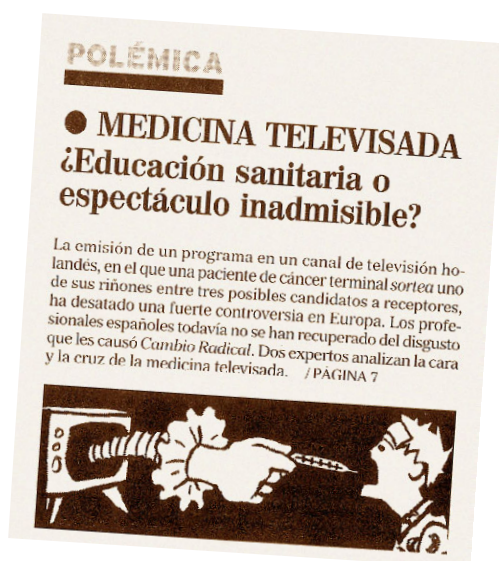 POLÉMICA
● MEDICINA TELEVISADA
¿Educación sanitaria o
espectáculo inadmisible?
La emisión de un programa en un canal de televisión ho-
landés, en el que una paciente de cáncer terminal sortea uno
de sus riñones entre tres posibles candidatos a receptores,
ha desatado una fuerte controversia en Europa. Los profe-
sionales españoles todavía no se han recuperado del disgusto
que les causó Cambio Radical. Dos expertos analizan la cara
y la cruz de la medicina televisada. / PÁGINA 7